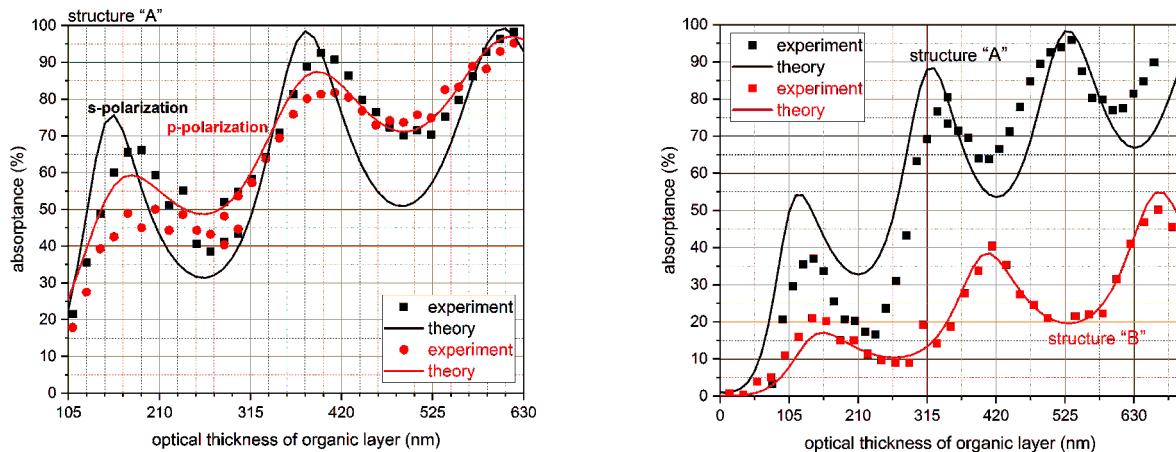 structure “A”
100
90
80
70
60
50
40
30
20
10
0
absorptance (%)
s-polarization
p-polarization
experiment
theory
experiment
theory
105 210 315 420 525 630
optical thickness of organic layer (nm)
100
90
80
70
60
50
40
30
20
10
0
absorptance (%)
experiment
theory
experiment
theory
structure “A”
structure “B”
0 105 210 315 420 525 630
optical thickness of organic layer (nm)